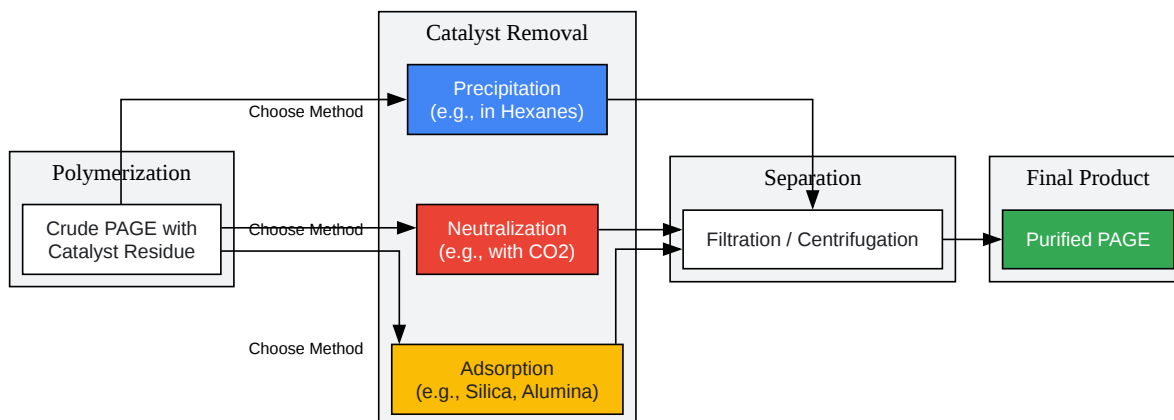 Catalyst Removal
Precipitation
(e.g., in Hexanes)
Choose Method
Polymerization
Crude PAGE with
Catalyst Residue
Choose Method
Neutralization
(e.g., with CO2)
Separation
Filtration / Centrifugation
Final Product
Purified PAGE
Choose Method
Adsorption
(e.g., Silica, Alumina)